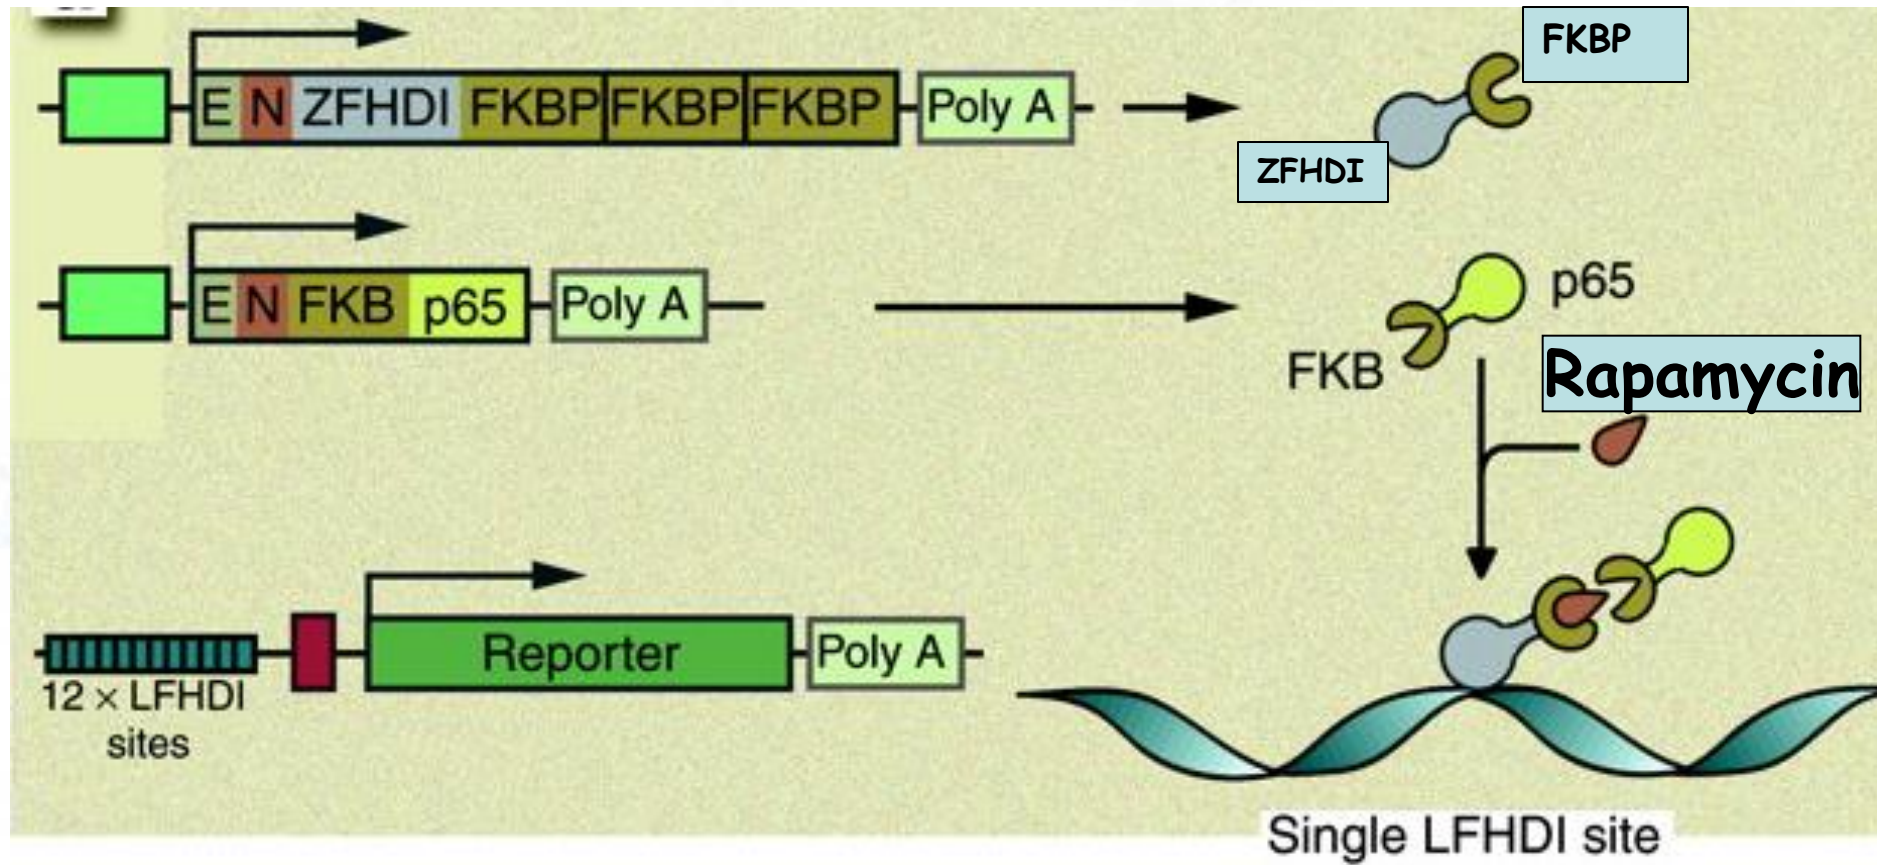 FKBP
E N ZFHDI FKBP FKBP FKBP Poly A
ZFHDI
E N FKB p65 Poly A
p65
FKB
Rapamycin
Reporter Poly A
12 × LFHDI
sites
Single LFHDI site